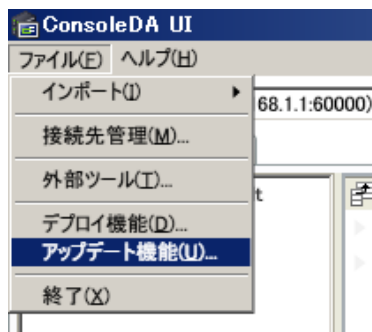 ConsoleDA UI
ファイル(F) ヘルプ(H)
インポート(I)
68.1.1:60000)
接続先管理(M)...
外部ツール(T)...
t
デプロイ機能(D)...
アップデート機能(U)...
終了(X)